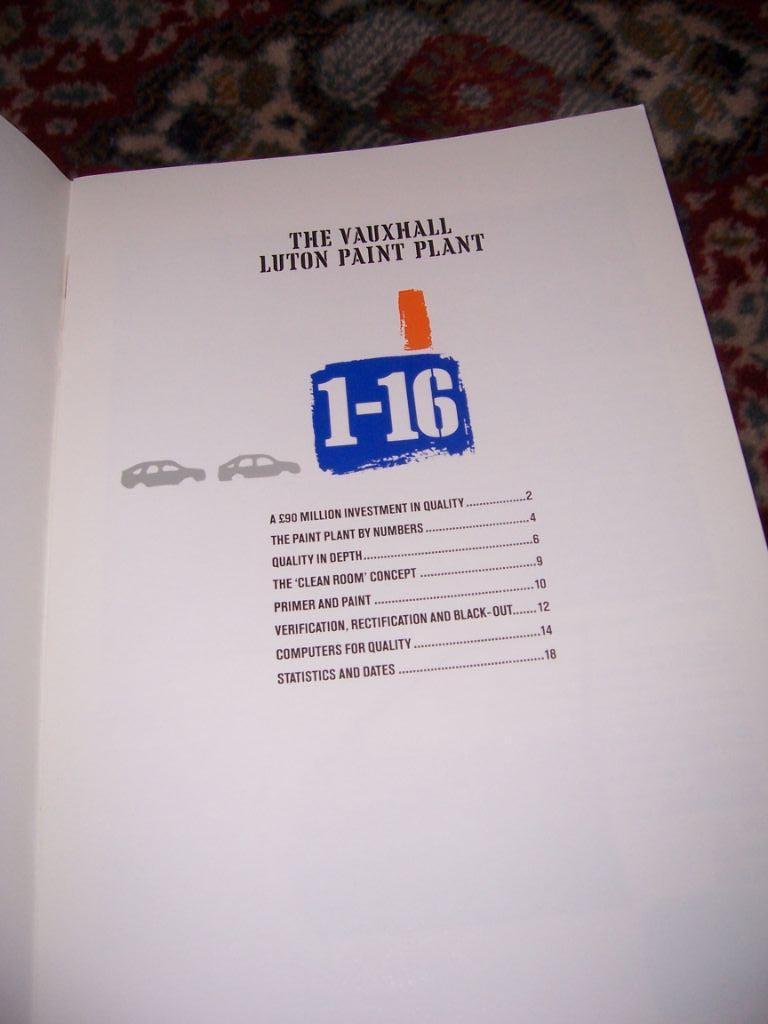 THE VAUXHALL
LUTON PAINT PLANT
1-16
A £90 MILLION INVESTMENT IN QUALITY ..................2
THE PAINT PLANT BY NUMBERS ................................4
QUALITY IN DEPTH....................................................6
THE 'CLEAN ROOM' CONCEPT ...................................9
PRIMER AND PAINT ....................................................10
VERIFICATION, RECTIFICATION AND BLACK-OUT....... 12
COMPUTERS FOR QUALITY ......................................14
STATISTICS AND DATES ............................................18